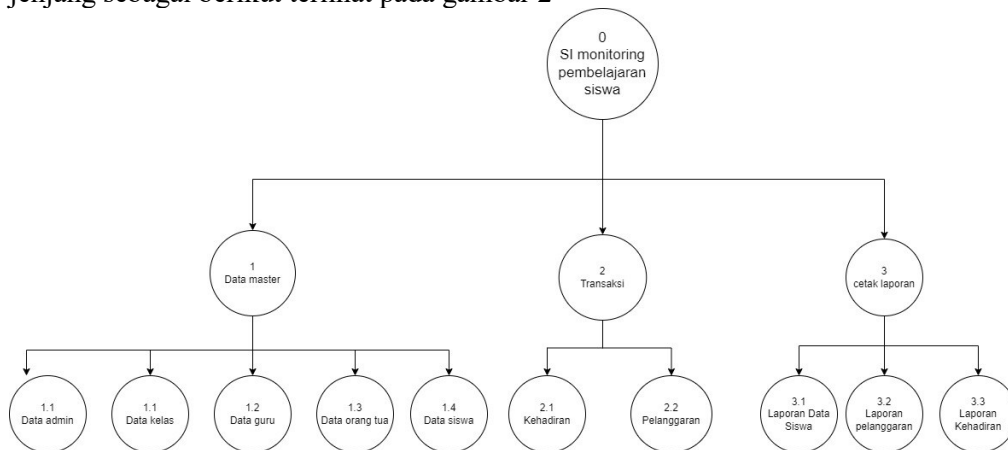 jenjang sebagai berikut terlihat pada gambar 2
0
SI monitoring
pembelajaran
siswa
1
Data master
2
Transaksi
3
cetak laporan
1.1
Data admin
1.1
Data kelas
1.2
Data guru
1.3
Data orang tua
1.4
Data siswa
2.1
Kehadiran
2.2
Pelanggaran
3.1
Laporan Data
Siswa
3.2
Laporan
pelanggaran
3.3
Laporan
Kehadiran